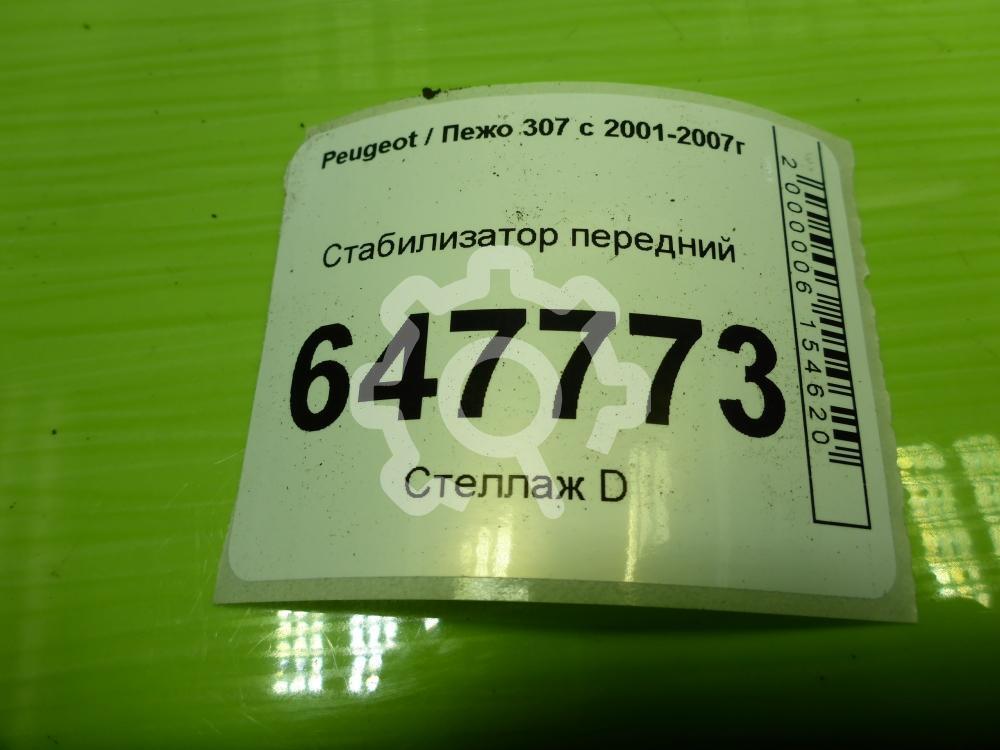 Peugeot / Пежо 307 с 2001-2007г
Стабилизатор передний
647773
Стеллаж D
2000006154620